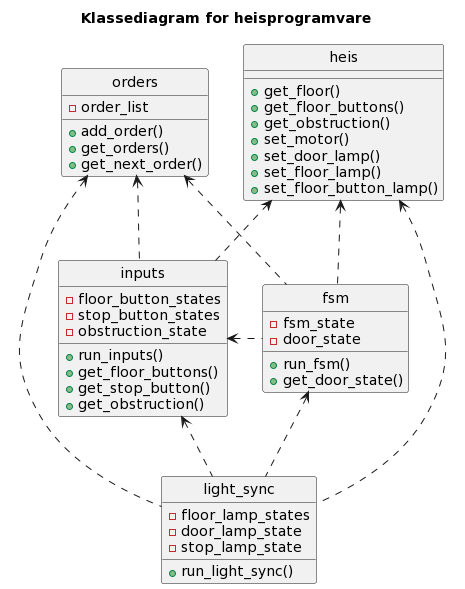 Klassediagram for heisprogramvare
orders
order_list
add_order()
get_orders()
get_next_order()
heis
get_floor()
get_floor_buttons()
get_obstruction()
set_motor()
set_door_lamp()
set_floor_lamp()
set_floor_button_lamp()
inputs
floor_button_states
stop_button_states
obstruction_state
run_inputs()
get_floor_buttons()
get_stop_button()
get_obstruction()
fsm
fsm_state
door_state
run_fsm()
get_door_state()
light_sync
floor_lamp_states
door_lamp_state
stop_lamp_state
run_light_sync()